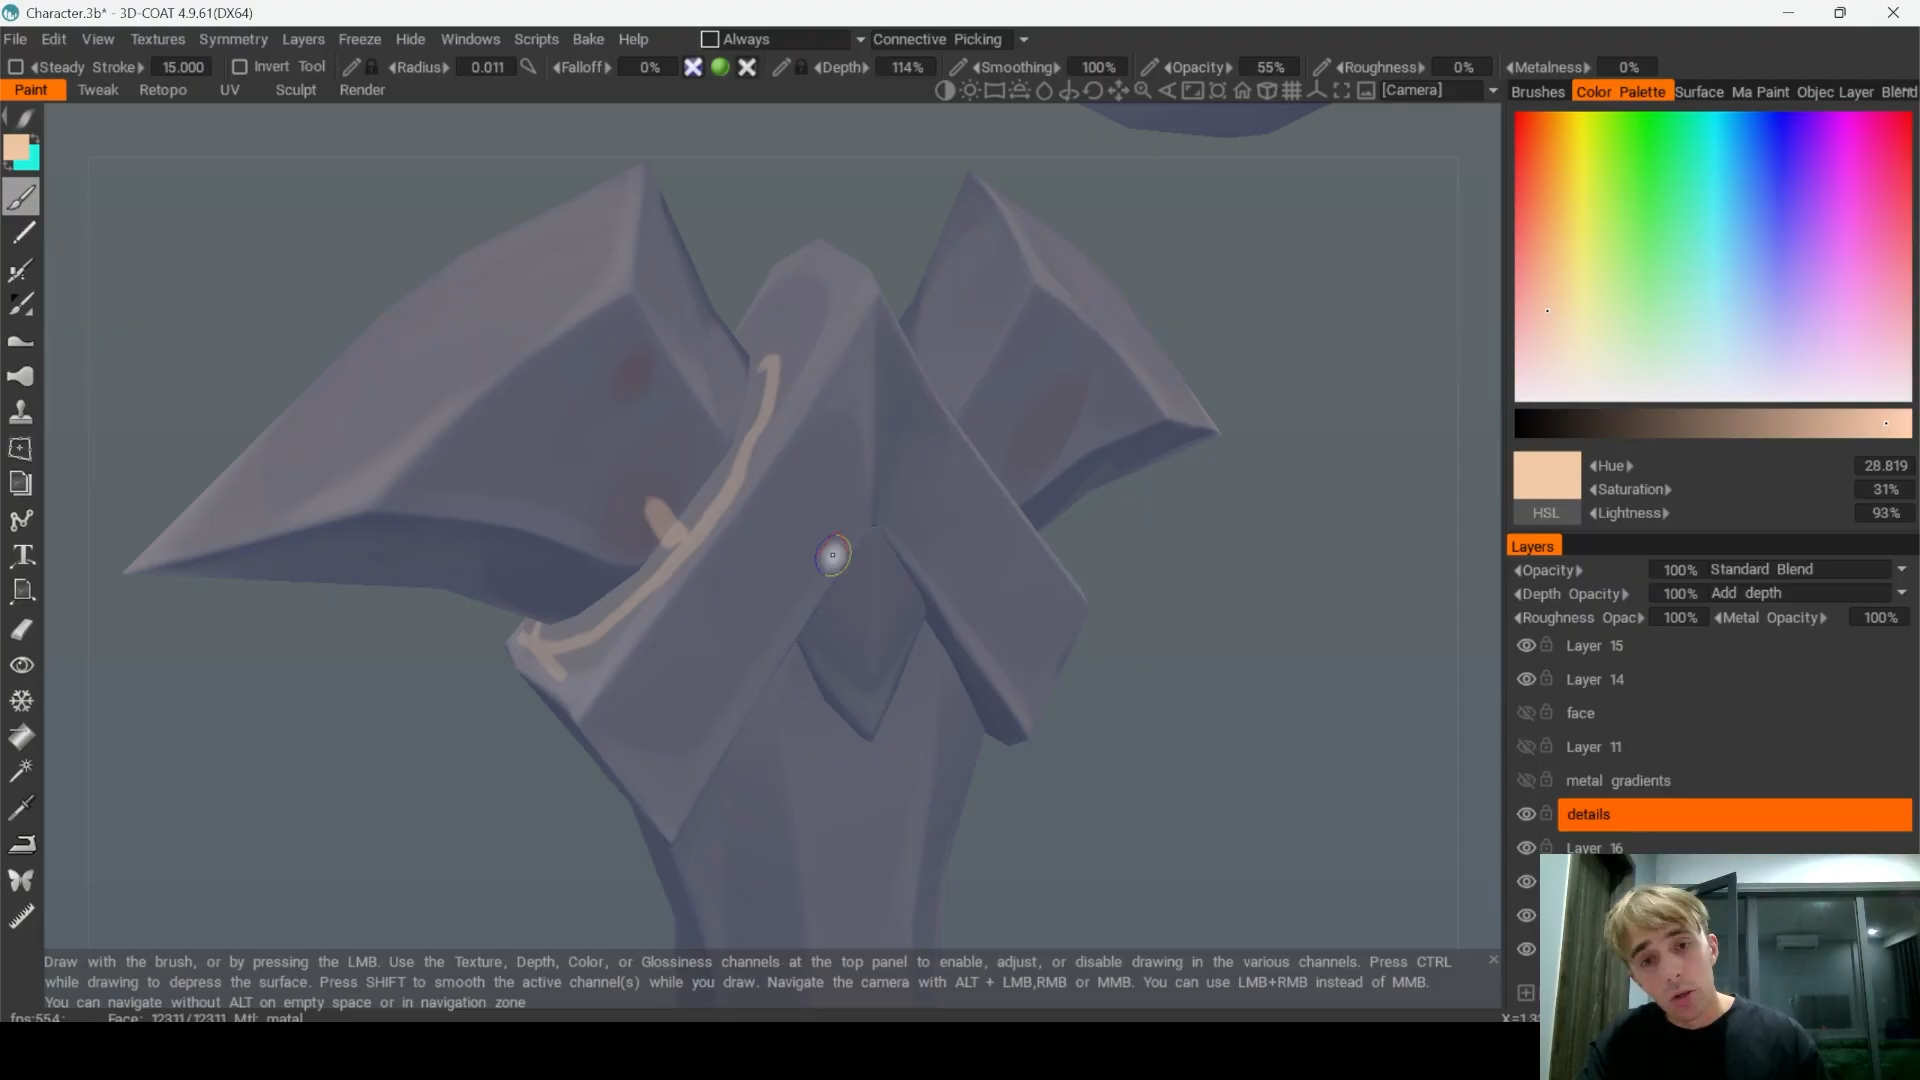 Character.3b* - 3D-COAT 4.9.61(DX64)
File Edit View Textures Symmetry Layers Freeze Hide Windows Scripts Bake Help Always Connective Picking
Steady Stroke 15.000 Invert Tool Radius 0.011 Falloff 0% Depth 114% Smoothing 100% Opacity 55% Roughness 0% Metalness 0%
Paint Tweak Retopo UV Sculpt Render [Camera] Brushes Color Palette Surface Ma Paint Objec Layer Blend
Hue 28.819
Saturation 31%
HSL Lightness 93%
Layers
Opacity 100% Standard Blend
Depth Opacity 100% Add depth
Roughness Opac 100% Metal Opacity 100%
Layer 15
Layer 14
face
Layer 11
metal gradients
details
Layer 16
Draw with the brush, or by pressing the LMB. Use the Texture, Depth, Color, or Glossiness channels at the top panel to enable, adjust, or disable drawing in the various channels. Press CTRL
while drawing to depress the surface. Press SHIFT to smooth the active channel(s) while you draw. Navigate the camera with ALT + LMB,RMB or MMB. You can use LMB+RMB instead of MMB.
You can navigate without ALT on empty space or in navigation zone
fps:554; Face: 12311/12311 Mtl: matal